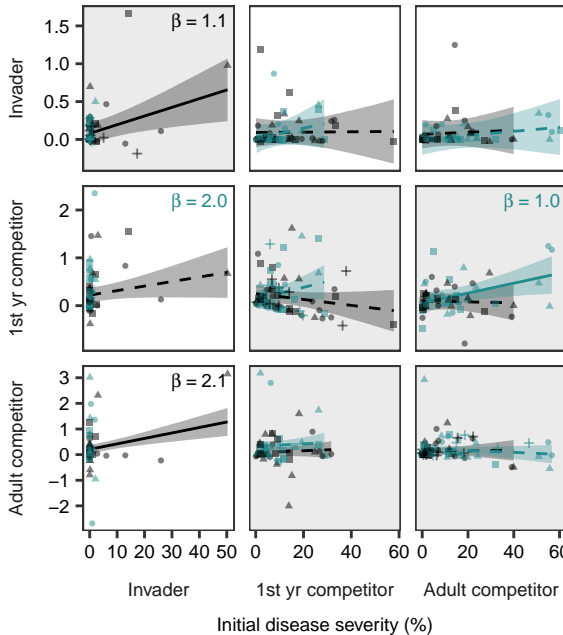 1.5
1.0
0.5
0.0
Invader
β = 1.1
2
1
0
1st yr competitor
β = 2.0
β = 1.0
3
2
1
0
−1
−2
Adult competitor
β = 2.1
0 10 20 30 40 50 0 20 40 60 0 20 40 60
Invader 1st yr competitor Adult competitor
Initial disease severity (%)